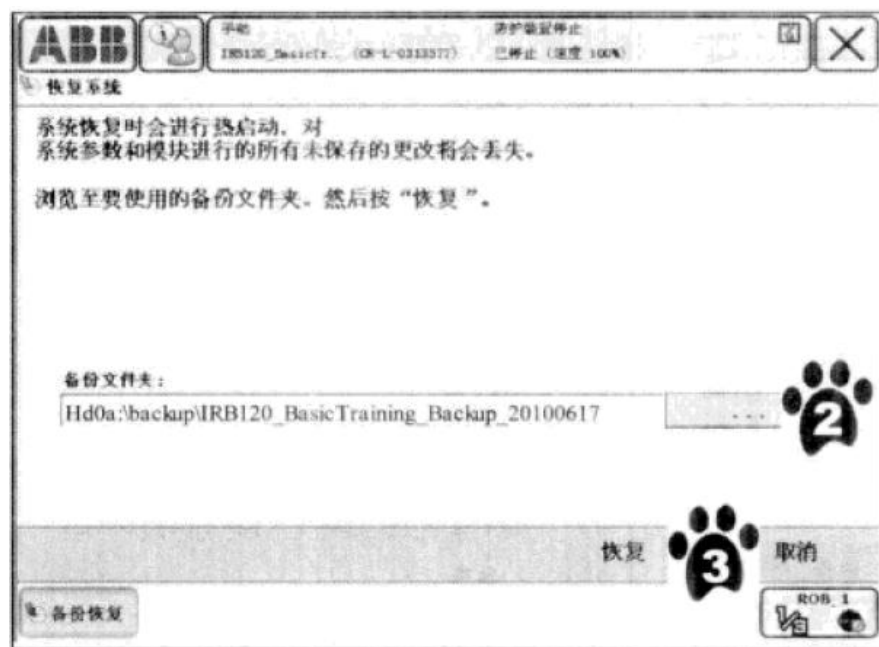 ABB
手动
防护装置停止
IRB120_BasicTr.. (CN-L-0313377)
已停止 (速度 100%)
恢复系统
系统恢复时会进行热启动，对
系统参数和模块进行的所有未保存的更改将会丢失。
浏览至要使用的备份文件夹。然后按“恢复”。
备份文件夹：
Hd0a:\backup\IRB120_BasicTraining_Backup_20100617
...
2
恢复
3
取消
备份恢复
ROB_1